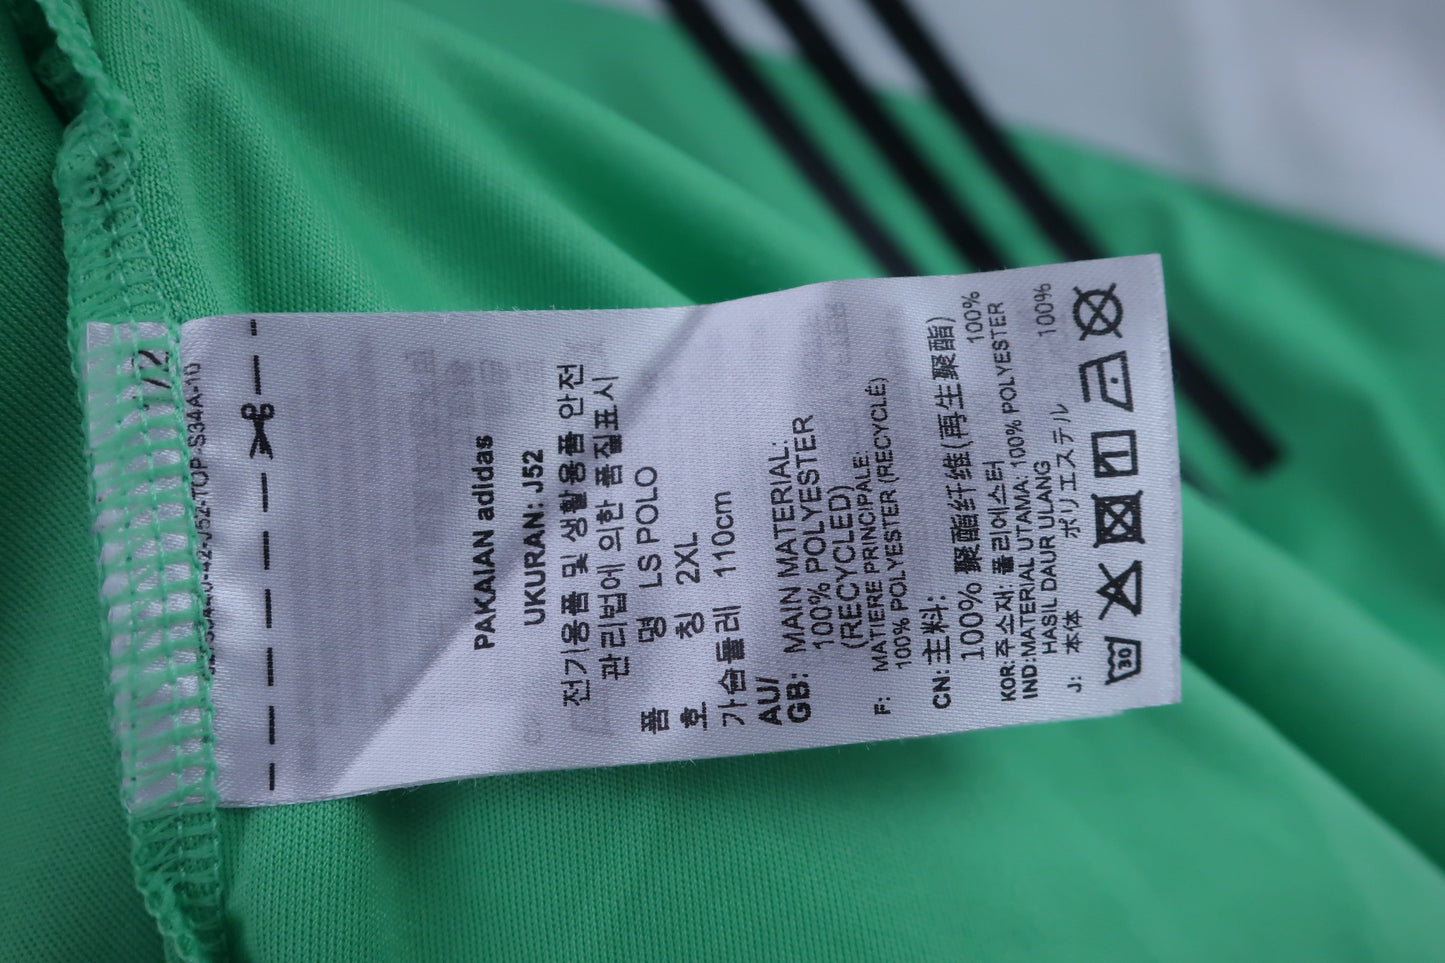 PAKAIAN adidas
UKURAN: J52
전기용품 및 생활용품 안전
관리법에 의한 품질표시
품 명 LS POLO
호 칭 2XL
가슴둘레 110cm
AU/
GB: MAIN MATERIAL:
100% POLYESTER
(RECYCLED)
F: MATIERE PRINCIPALE:
100% POLYESTER (RECYCLÉ)
CN: 主料:
100% 聚酯纤维(再生聚酯)
KOR: 주소재: 폴리에스터 100%
IND:MATERIAL UTAMA: 100% POLYESTER
HASIL DAUR ULANG
J: 本体 ポリエステル 100%
30
1